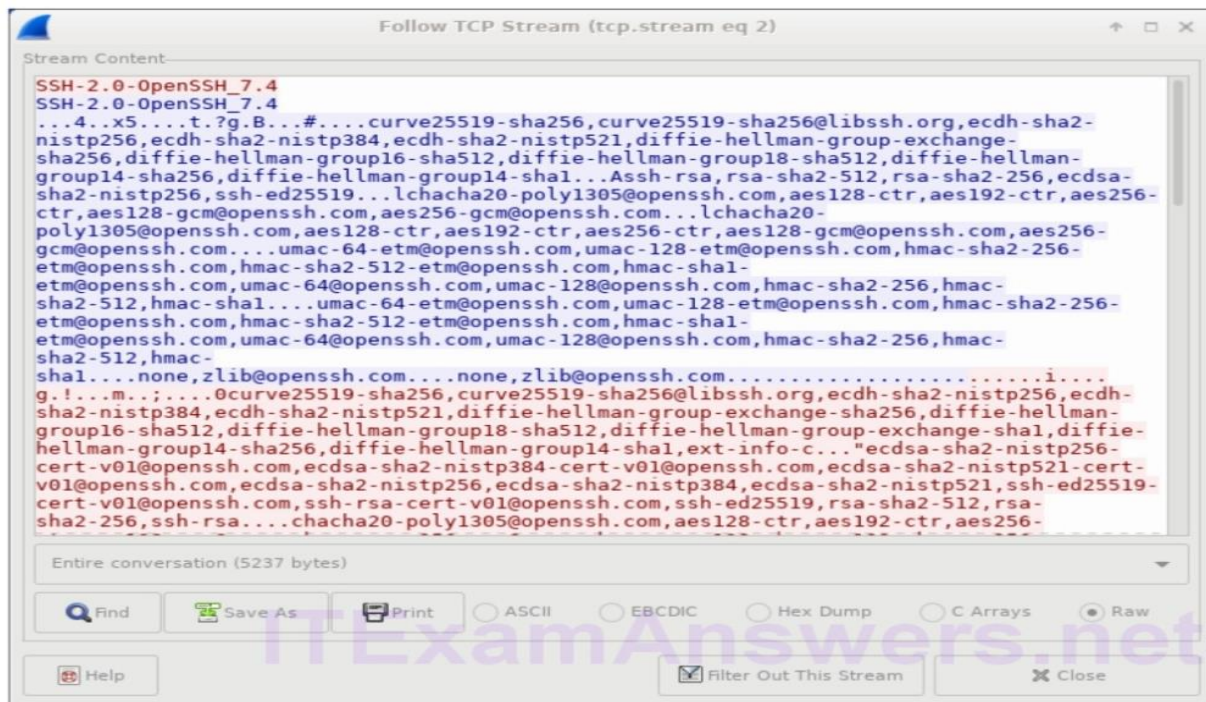 Follow TCP Stream (tcp.stream eq 2)
Stream Content
SSH-2.0-OpenSSH_7.4
SSH-2.0-OpenSSH_7.4
...4..x5....t.?g.B...#....curve25519-sha256,curve25519-sha256@libssh.org,ecdh-sha2-
nistp256,ecdh-sha2-nistp384,ecdh-sha2-nistp521,diffie-hellman-group-exchange-
sha256,diffie-hellman-group16-sha512,diffie-hellman-group18-sha512,diffie-hellman-
group14-sha256,diffie-hellman-group14-sha1...Assh-rsa,rsa-sha2-512,rsa-sha2-256,ecdsa-
sha2-nistp256,ssh-ed25519...lchacha20-poly1305@openssh.com,aes128-ctr,aes192-ctr,aes256-
ctr,aes128-gcm@openssh.com,aes256-gcm@openssh.com...lchacha20-
poly1305@openssh.com,aes128-ctr,aes192-ctr,aes256-ctr,aes128-gcm@openssh.com,aes256-
gcm@openssh.com....umac-64-etm@openssh.com,umac-128-etm@openssh.com,hmac-sha2-256-
etm@openssh.com,hmac-sha2-512-etm@openssh.com,hmac-sha1-
etm@openssh.com,umac-64@openssh.com,umac-128@openssh.com,hmac-sha2-256,hmac-
sha2-512,hmac-sha1....umac-64-etm@openssh.com,umac-128-etm@openssh.com,hmac-sha2-256-
etm@openssh.com,hmac-sha2-512-etm@openssh.com,hmac-sha1-
etm@openssh.com,umac-64@openssh.com,umac-128@openssh.com,hmac-sha2-256,hmac-
sha2-512,hmac-
sha1....none,zlib@openssh.com....none,zlib@openssh.com.......................i....
g.!...m..;....0curve25519-sha256,curve25519-sha256@libssh.org,ecdh-sha2-nistp256,ecdh-
sha2-nistp384,ecdh-sha2-nistp521,diffie-hellman-group-exchange-sha256,diffie-hellman-
group16-sha512,diffie-hellman-group18-sha512,diffie-hellman-group-exchange-sha1,diffie-
hellman-group14-sha256,diffie-hellman-group14-sha1,ext-info-c..."ecdsa-sha2-nistp256-
cert-v01@openssh.com,ecdsa-sha2-nistp384-cert-v01@openssh.com,ecdsa-sha2-nistp521-cert-
v01@openssh.com,ecdsa-sha2-nistp256,ecdsa-sha2-nistp384,ecdsa-sha2-nistp521,ssh-ed25519-
cert-v01@openssh.com,ssh-rsa-cert-v01@openssh.com,ssh-ed25519,rsa-sha2-512,rsa-
sha2-256,ssh-rsa....chacha20-poly1305@openssh.com,aes128-ctr,aes192-ctr,aes256-
Entire conversation (5237 bytes)
Find Save As Print ASCII EBCDIC Hex Dump C Arrays Raw
ITExamAnswers.net
Help Filter Out This Stream Close